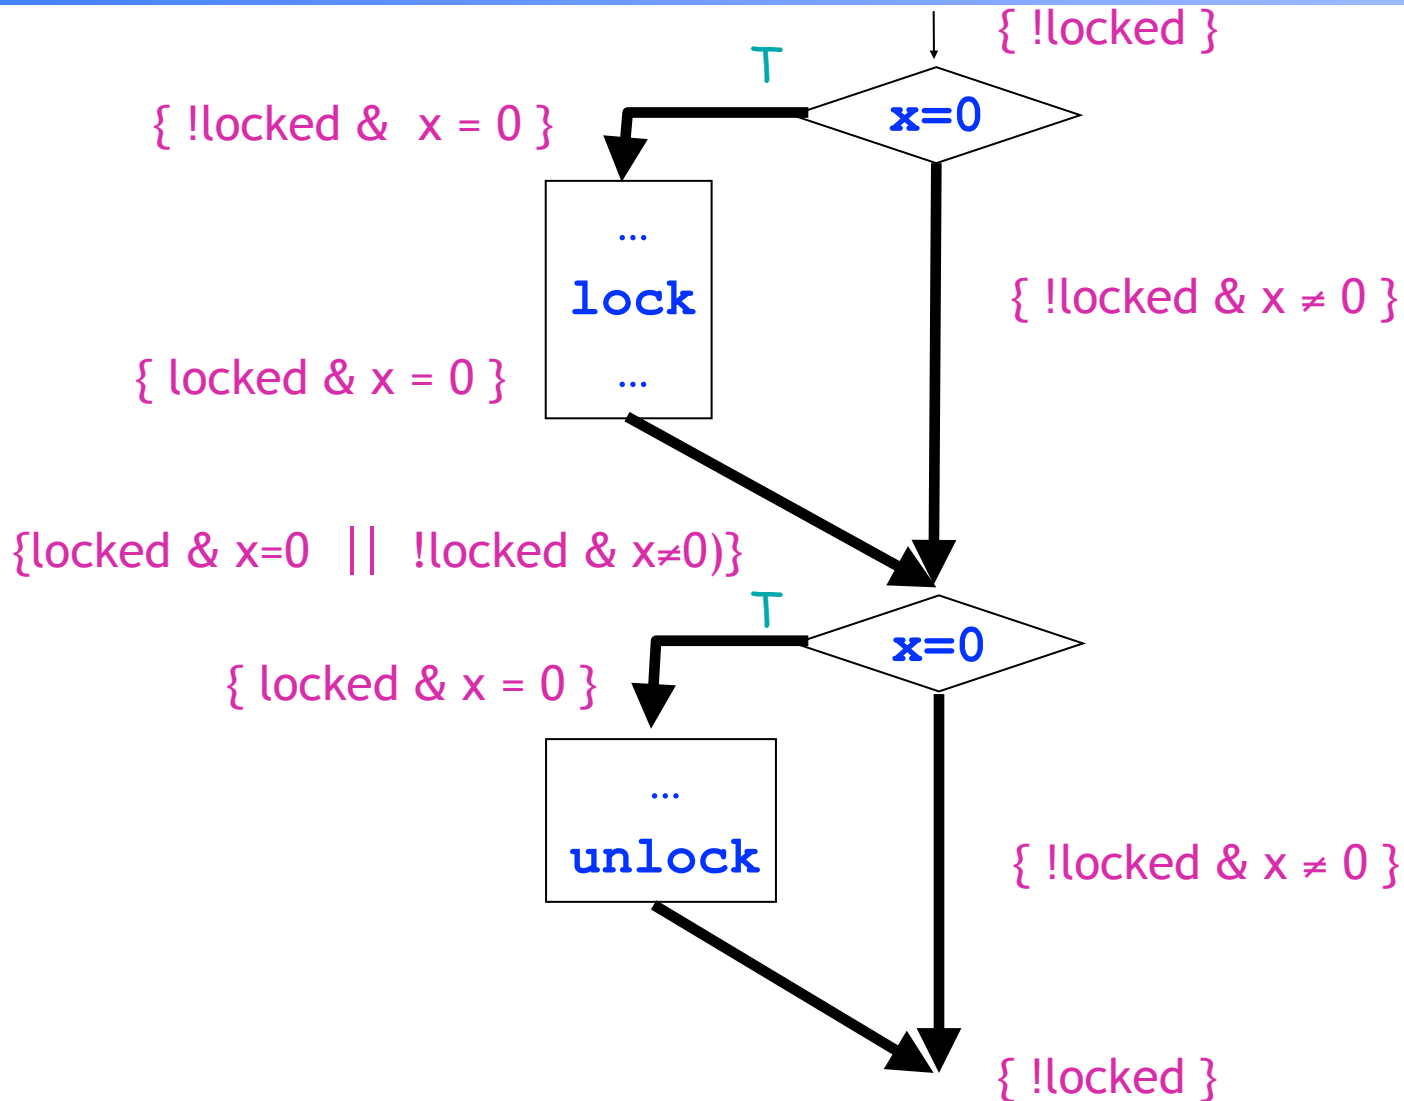 { !locked }
T
{ !locked & x = 0 }
x=0
…
lock
{ !locked & x ≠ 0 }
{ locked & x = 0 }
…
{locked & x=0 || !locked & x≠0)}
T
x=0
{ locked & x = 0 }
…
unlock
{ !locked & x ≠ 0 }
{ !locked }